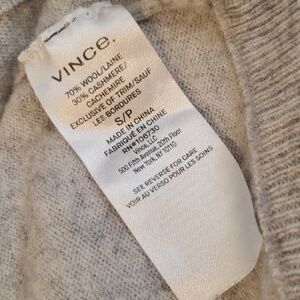 VINCE.
70% WOOL/LAINE
30% CASHMERE/
CACHEMIRE
EXCLUSIVE OF TRIM/SAUF
LES BORDURES
S/P
MADE IN CHINA
FABRIQUÉ EN CHINE
RN#106730
Vince, LLC
500 Fifth Avenue, 20th Floor
New York, NY 10110
SEE REVERSE FOR CARE
VOIR AU VERSO POUR L'ENTRETIEN